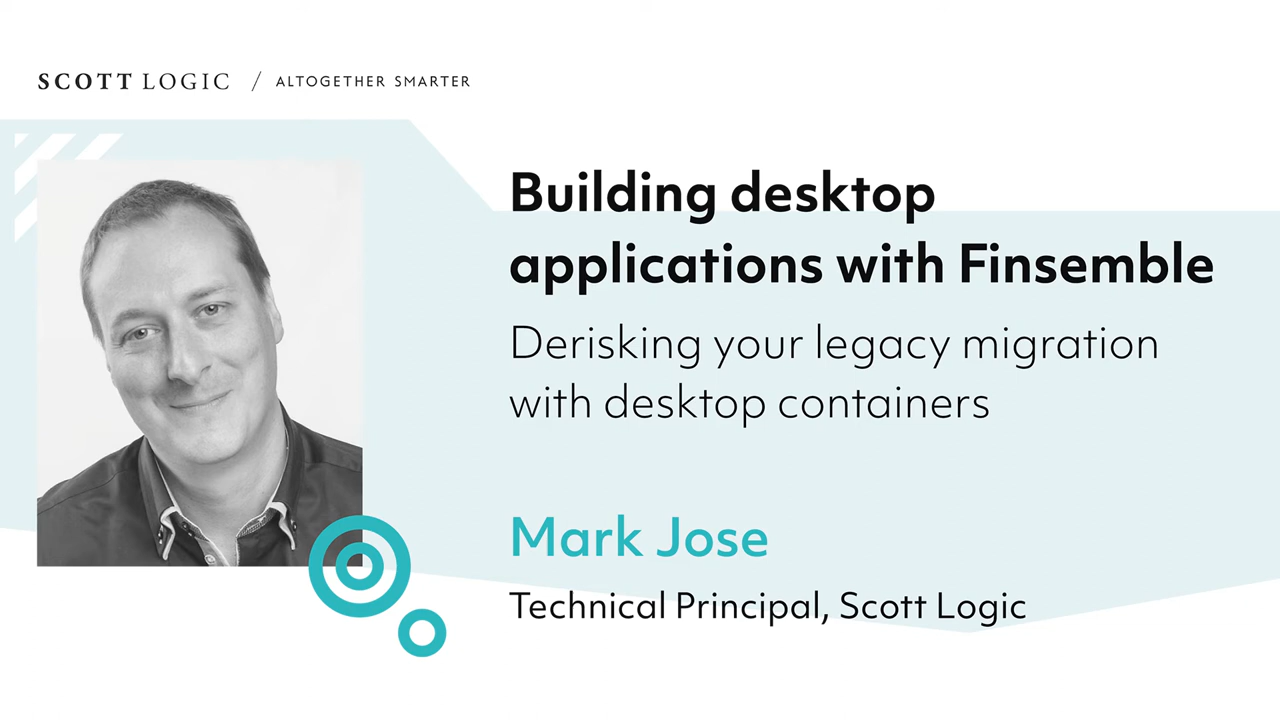 SCOTT LOGIC / ALTOGETHER SMARTER
Building desktop
applications with Finsemble
Derisking your legacy migration
with desktop containers
Mark Jose
Technical Principal, Scott Logic